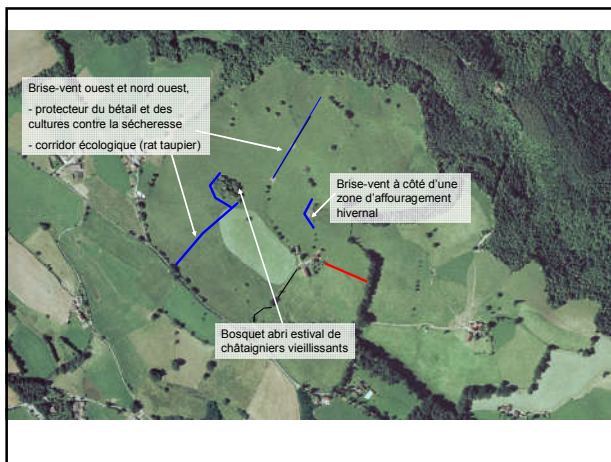 Brise-vent ouest et nord ouest,
- protecteur du bétail et des
cultures contre la sécheresse
- corridor écologique (rat taupier)
Brise-vent à côté d'une
zone d'affouragement
hivernal
Bosquet abri estival de
châtaigniers vieillissants